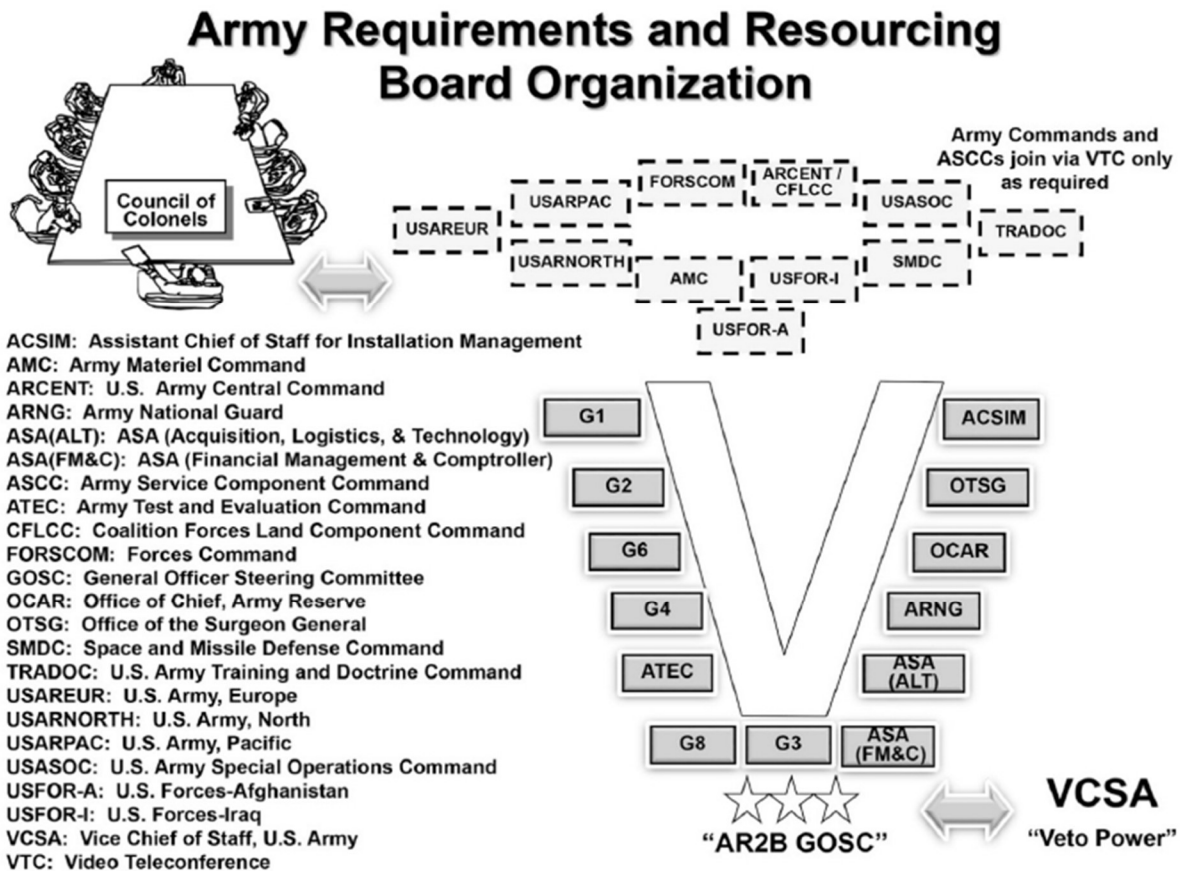 Army Requirements and Resourcing
Board Organization
Council of
Colonels
Army Commands and
ASCCs join via VTC only
as required
USAREUR
USARPAC
USARNORTH
FORSCOM
ARCENT /
CFLCC
AMC
USFOR-I
USFOR-A
USASOC
SMDC
TRADOC
ACSIM: Assistant Chief of Staff for Installation Management
AMC: Army Materiel Command
ARCENT: U.S. Army Central Command
ARNG: Army National Guard
ASA(ALT): ASA (Acquisition, Logistics, & Technology)
ASA(FM&C): ASA (Financial Management & Comptroller)
ASCC: Army Service Component Command
ATEC: Army Test and Evaluation Command
CFLCC: Coalition Forces Land Component Command
FORSCOM: Forces Command
GOSC: General Officer Steering Committee
OCAR: Office of Chief, Army Reserve
OTSG: Office of the Surgeon General
SMDC: Space and Missile Defense Command
TRADOC: U.S. Army Training and Doctrine Command
USAREUR: U.S. Army, Europe
USARNORTH: U.S. Army, North
USARPAC: U.S. Army, Pacific
USASOC: U.S. Army Special Operations Command
USFOR-A: U.S. Forces-Afghanistan
USFOR-I: U.S. Forces-Iraq
VCSA: Vice Chief of Staff, U.S. Army
VTC: Video Teleconference
G1
G2
G6
G4
ATEC
G8
G3
ASA
(FM&C)
ASA
(ALT)
ARNG
OCAR
OTSG
ACSIM
"AR2B GOSC"
VCSA
"Veto Power"